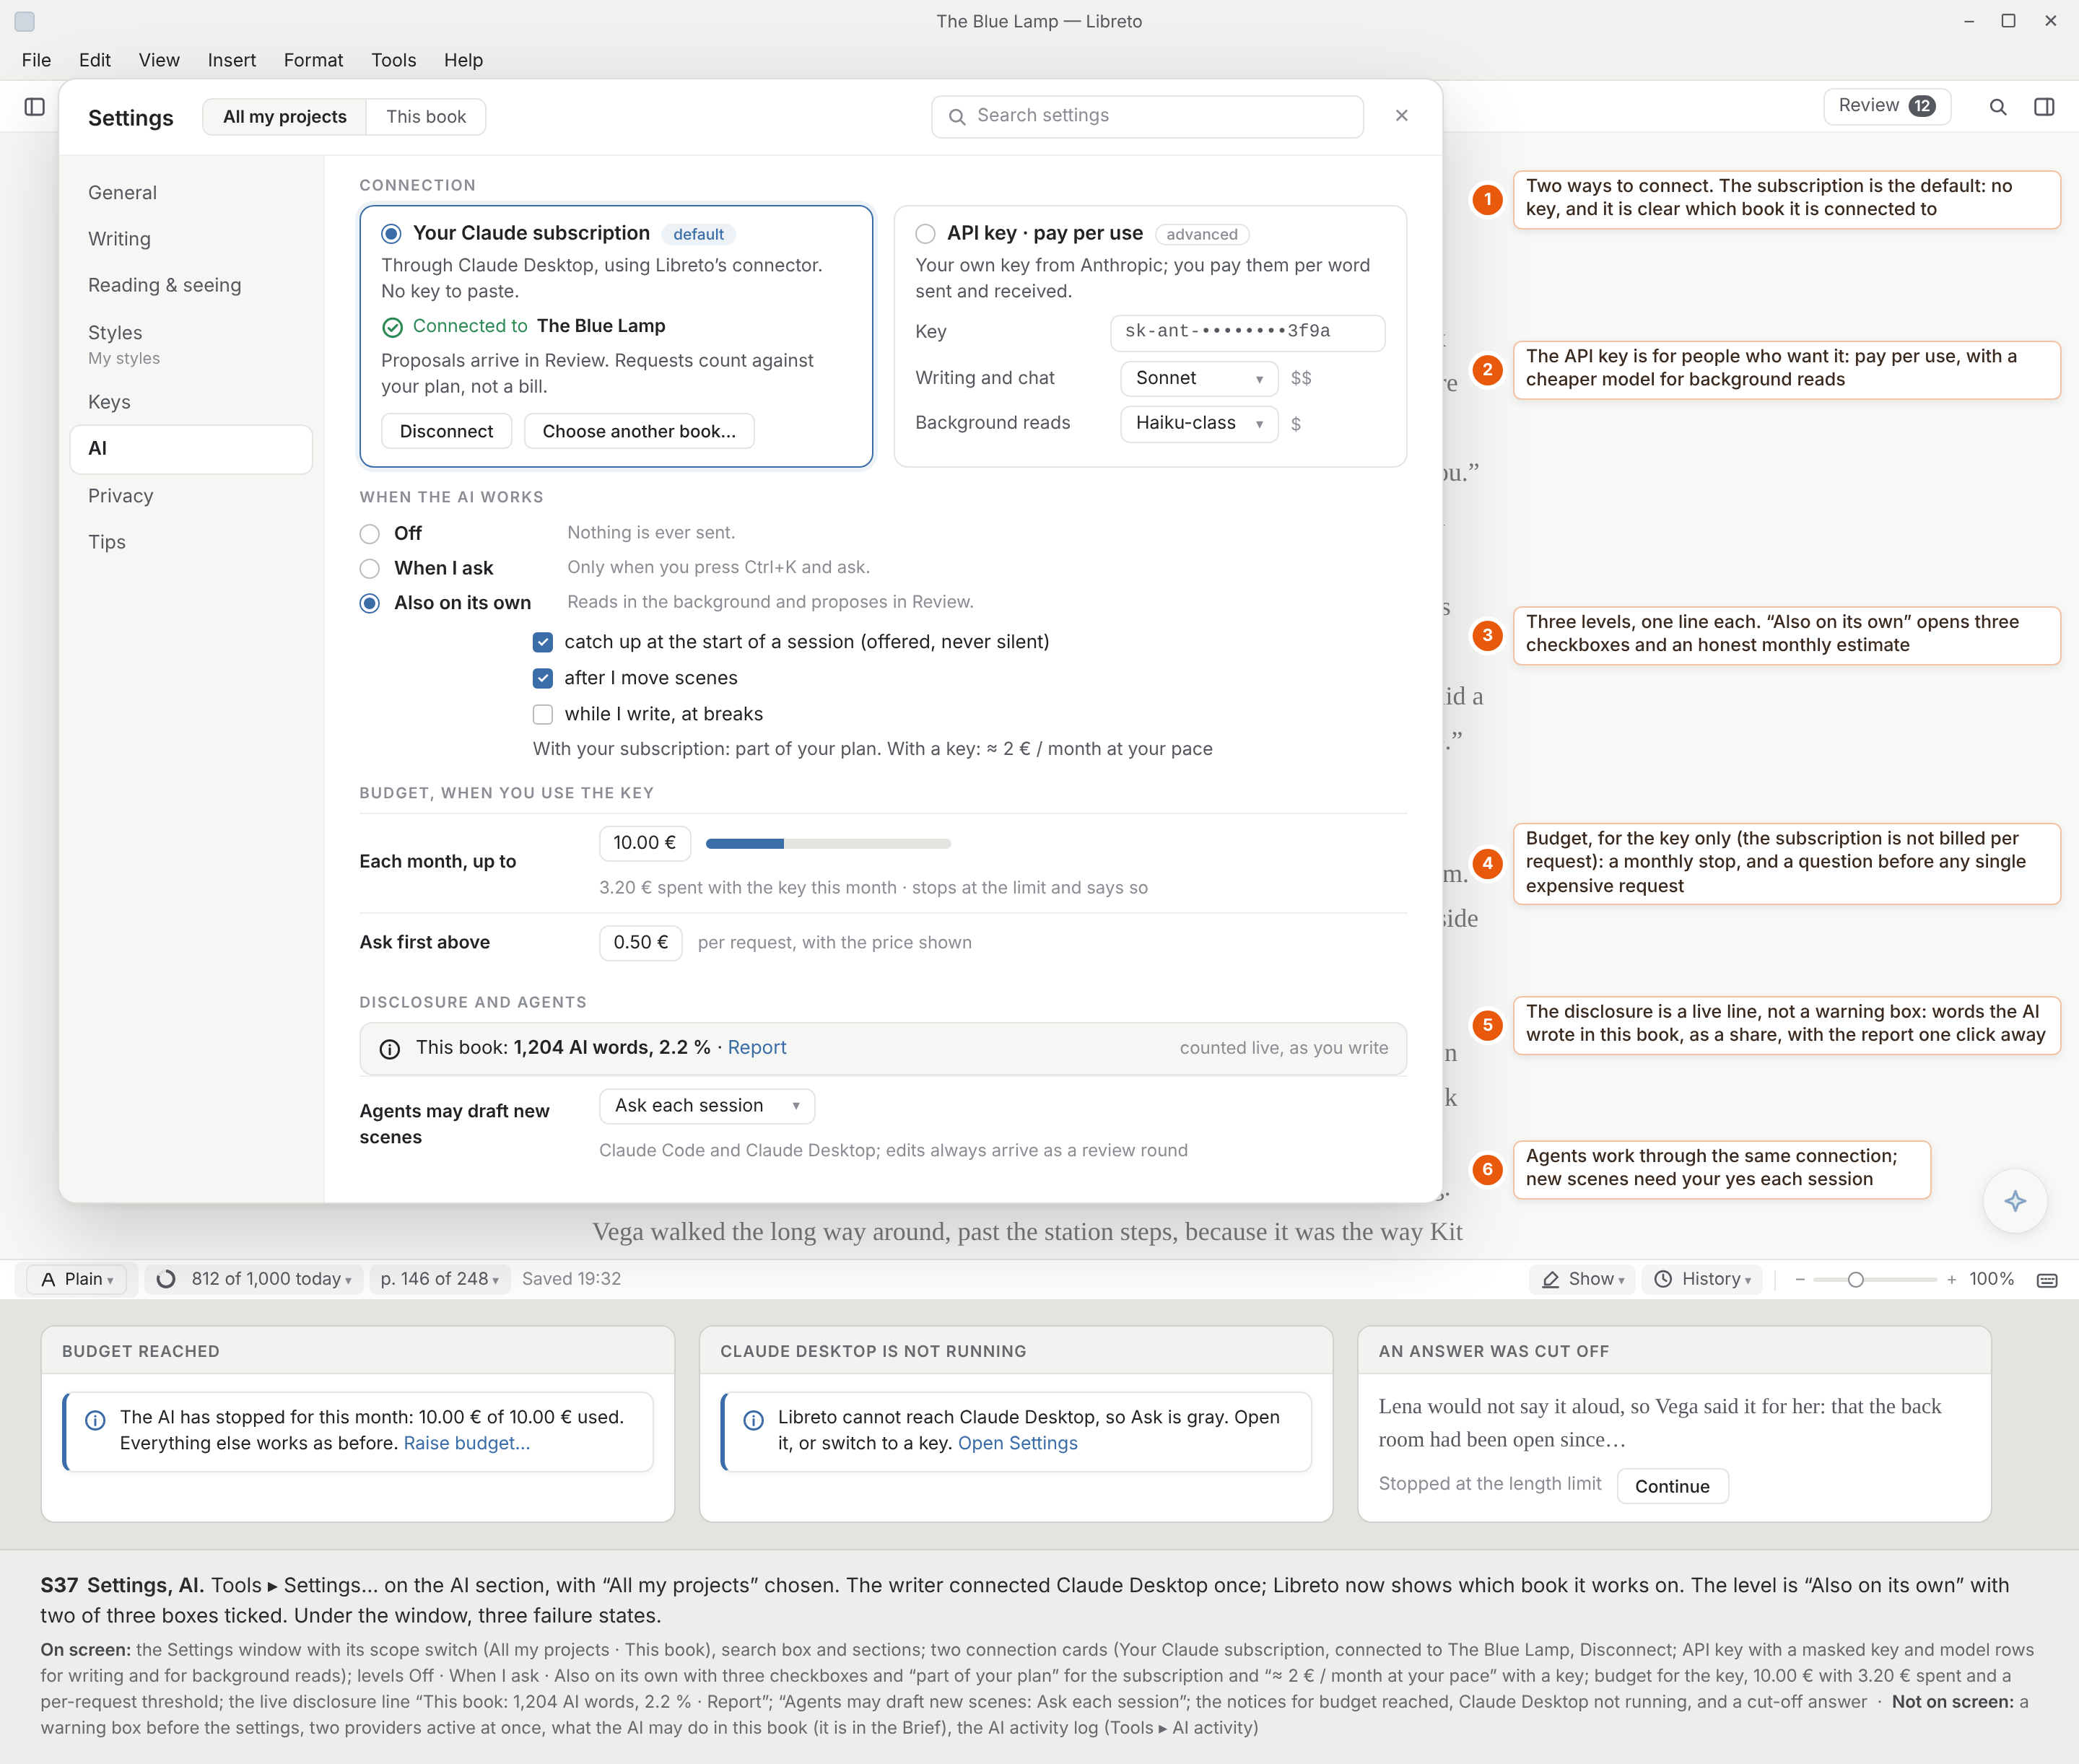 The Blue Lamp — Libreto
File Edit View Insert Format Tools Help
Review 12
Settings
All my projects
This book
Search settings
General
Writing
Reading & seeing
Styles
My styles
Keys
AI
Privacy
Tips
CONNECTION
Your Claude subscription default
Through Claude Desktop, using Libreto’s connector.
No key to paste.
Connected to The Blue Lamp
Proposals arrive in Review. Requests count against
your plan, not a bill.
Disconnect
Choose another book…
API key · pay per use advanced
Your own key from Anthropic; you pay them per word
sent and received.
Key sk-ant-••••••••3f9a
Writing and chat Sonnet ▾ $$
Background reads Haiku-class ▾ $
WHEN THE AI WORKS
Off Nothing is ever sent.
When I ask Only when you press Ctrl+K and ask.
Also on its own Reads in the background and proposes in Review.
catch up at the start of a session (offered, never silent)
after I move scenes
while I write, at breaks
With your subscription: part of your plan. With a key: ≈ 2 € / month at your pace
BUDGET, WHEN YOU USE THE KEY
Each month, up to 10.00 €
3.20 € spent with the key this month · stops at the limit and says so
Ask first above 0.50 € per request, with the price shown
DISCLOSURE AND AGENTS
This book: 1,204 AI words, 2.2 % · Report counted live, as you write
Agents may draft new
scenes
Ask each session ▾
Claude Code and Claude Desktop; edits always arrive as a review round
1
Two ways to connect. The subscription is the default: no
key, and it is clear which book it is connected to
2
The API key is for people who want it: pay per use, with a
cheaper model for background reads
ou.”
3
Three levels, one line each. “Also on its own” opens three
checkboxes and an honest monthly estimate
id a
.”
4
Budget, for the key only (the subscription is not billed per
request): a monthly stop, and a question before any single
expensive request
m.
side
5
The disclosure is a live line, not a warning box: words the AI
wrote in this book, as a share, with the report one click away
n
k
6
Agents work through the same connection;
new scenes need your yes each session
Vega walked the long way around, past the station steps, because it was the way Kit
A Plain ▾ 812 of 1,000 today ▾ p. 146 of 248 ▾ Saved 19:32
Show ▾ History ▾ − + 100%
BUDGET REACHED
The AI has stopped for this month: 10.00 € of 10.00 € used.
Everything else works as before. Raise budget…
CLAUDE DESKTOP IS NOT RUNNING
Libreto cannot reach Claude Desktop, so Ask is gray. Open
it, or switch to a key. Open Settings
AN ANSWER WAS CUT OFF
Lena would not say it aloud, so Vega said it for her: that the back
room had been open since…
Stopped at the length limit Continue
S37 Settings, AI. Tools ▸ Settings… on the AI section, with “All my projects” chosen. The writer connected Claude Desktop once; Libreto now shows which book it works on. The level is “Also on its own” with
two of three boxes ticked. Under the window, three failure states.
On screen: the Settings window with its scope switch (All my projects · This book), search box and sections; two connection cards (Your Claude subscription, connected to The Blue Lamp, Disconnect; API key with a masked key and model rows
for writing and for background reads); levels Off · When I ask · Also on its own with three checkboxes and “part of your plan” for the subscription and “≈ 2 € / month at your pace” with a key; budget for the key, 10.00 € with 3.20 € spent and a
per-request threshold; the live disclosure line “This book: 1,204 AI words, 2.2 % · Report”; “Agents may draft new scenes: Ask each session”; the notices for budget reached, Claude Desktop not running, and a cut-off answer · Not on screen: a
warning box before the settings, two providers active at once, what the AI may do in this book (it is in the Brief), the AI activity log (Tools ▸ AI activity)